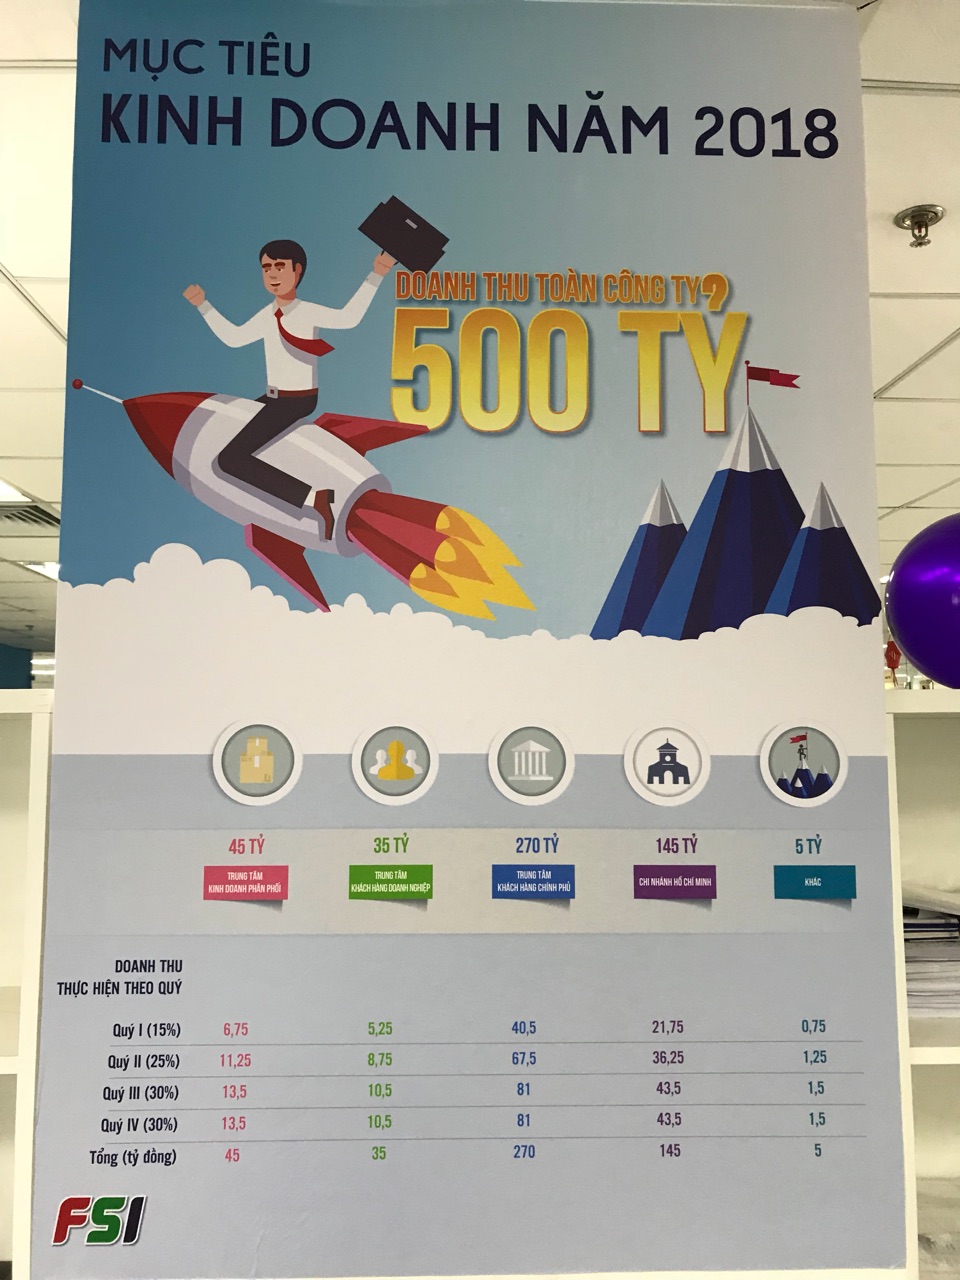 MỤC TIÊU
KINH DOANH NĂM 2018
DOANH THU TOÀN CÔNG TY
500 TỶ
45 TỶ 35 TỶ 270 TỶ 145 TỶ 5 TỶ
TRUNG TÂM
KINH DOANH PHÂN PHỐI
TRUNG TÂM
KHÁCH HÀNG DOANH NGHIỆP
TRUNG TÂM
KHÁCH HÀNG CHÍNH PHỦ
CHI NHÁNH HỒ CHÍ MINH
KHÁC
DOANH THU
THỰC HIỆN THEO QUÝ
Quý I (15%) 6,75 5,25 40,5 21,75 0,75
Quý II (25%) 11,25 8,75 67,5 36,25 1,25
Quý III (30%) 13,5 10,5 81 43,5 1,5
Quý IV (30%) 13,5 10,5 81 43,5 1,5
Tổng (tỷ đồng) 45 35 270 145 5
FSI